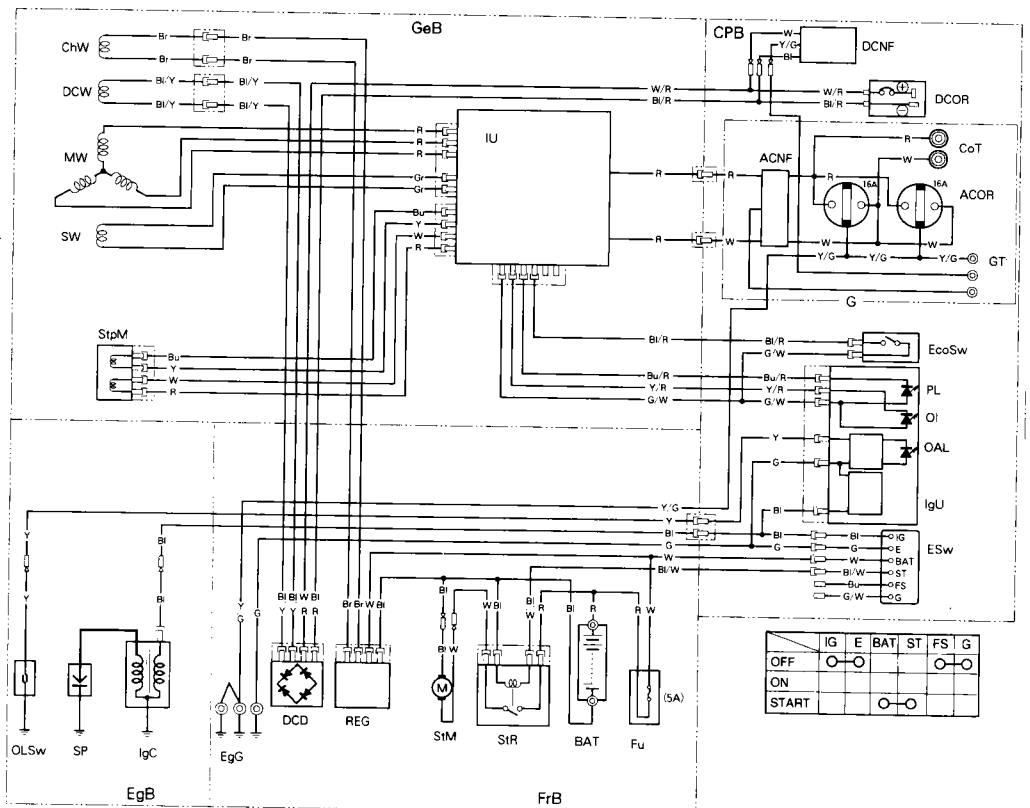 GeB
CPB
ChW
Br
Br
Br
Br
DCW
Bl/Y
Bl/Y
Bl/Y
Bl/Y
W
Y/G
Bl
DCNF
W/R
Bl/R
W/R
Bl/R
DCOR
MW
R
R
R
Gr
Gr
SW
Bu
Y
W
R
IU
R
R
R
W
ACNF
R
W
CoT
R
16A
16A
ACOR
W
W
Y/G
Y/G
Y/G
GT
G
StpM
Bu
Y
W
R
Bl/R
Bl/R
G/W
EcoSw
Bu/R
Y/R
G/W
Bu/R
Y/R
G/W
PL
OI
OAL
Y
G
Bl
IgU
Y/G
Y
Bl
G
W
Bl/W
Bl
G
W
Bl/W
Bu
G/W
IG
E
BAT
ST
FS
G
ESw
Y
Y
Bl
Bl
Y
G
G
Bl
Y
Bl
Y
W
R
Bl
R
Br
Br
W
Bl
Bl
Bl
W
W
Bl
Bl
W
R
Bl
R
R
W
M
(5A)
OLSw
SP
IgC
EgG
DCD
REG
StM
StR
BAT
Fu
EgB
FrB
IG E BAT ST FS G
OFF
ON
START